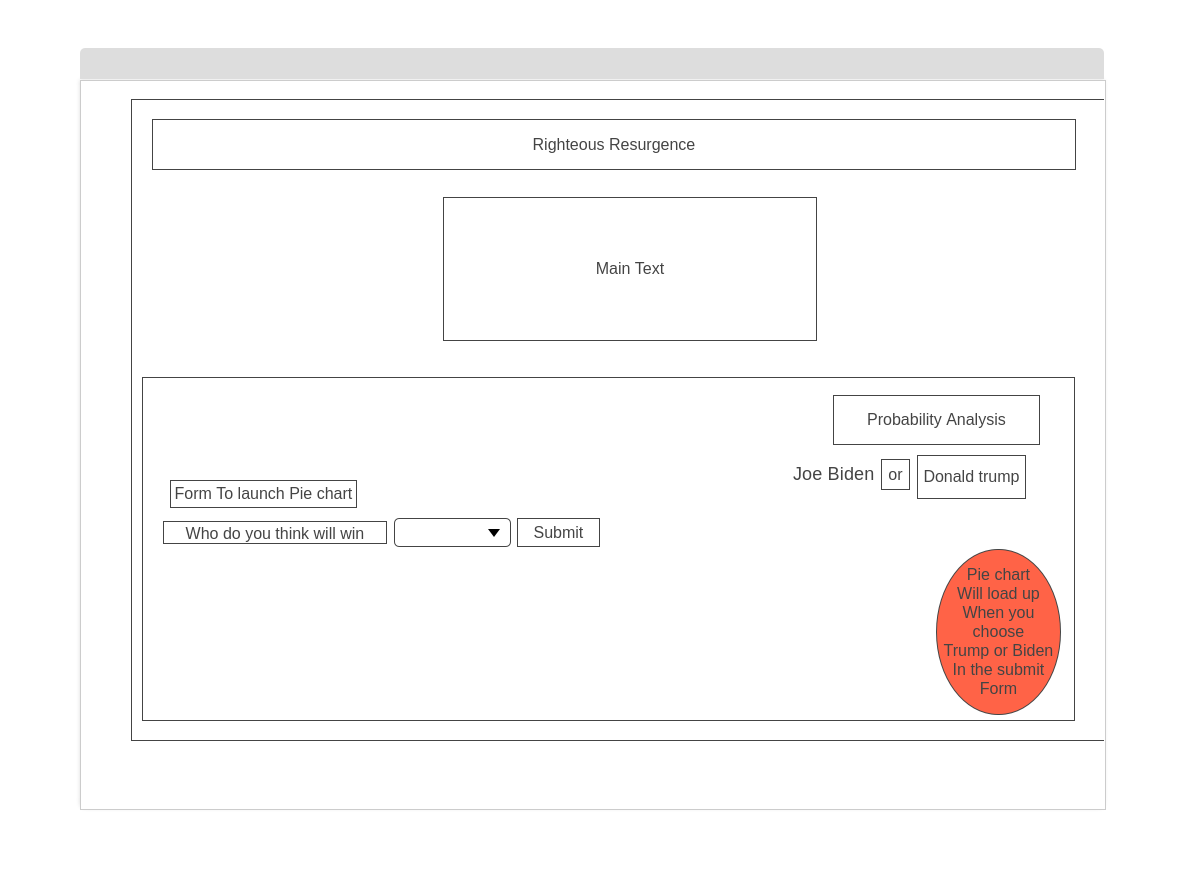 Righteous Resurgence
Main Text
Probability Analysis
Joe Biden or Donald trump
Form To launch Pie chart
Who do you think will win Submit
Pie chart
Will load up
When you
choose
Trump or Biden
In the submit
Form